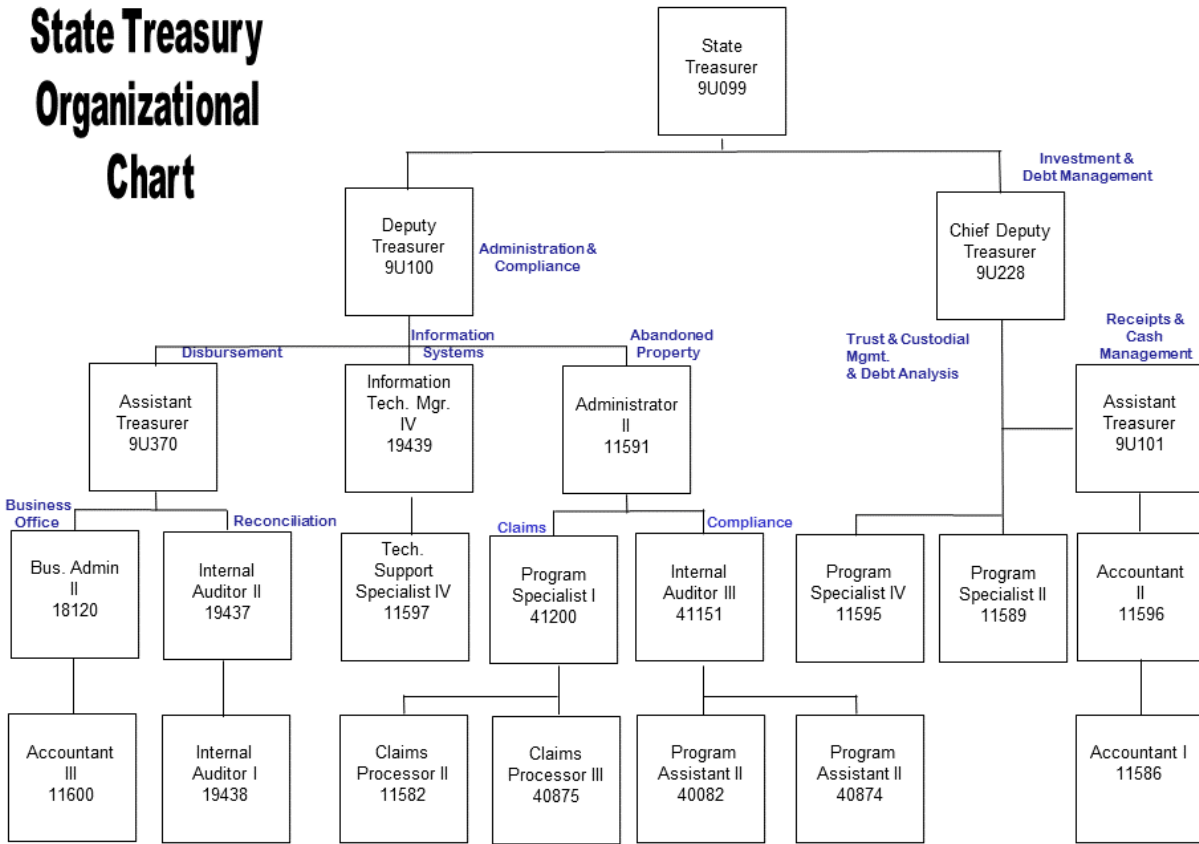 State Treasury
Organizational
Chart
State
Treasurer
9U099
Investment &
Debt Management
Deputy
Treasurer
9U100
Administration &
Compliance
Chief Deputy
Treasurer
9U228
Disbursement
Information
Systems
Abandoned
Property
Trust & Custodial
Mgmt.
& Debt Analysis
Receipts &
Cash
Management
Assistant
Treasurer
9U370
Information
Tech. Mgr.
IV
19439
Administrator
II
11591
Assistant
Treasurer
9U101
Business
Office
Reconciliation
Claims
Compliance
Bus. Admin
II
18120
Internal
Auditor II
19437
Tech.
Support
Specialist IV
11597
Program
Specialist I
41200
Internal
Auditor III
41151
Program
Specialist IV
11595
Program
Specialist II
11589
Accountant
II
11596
Accountant
III
11600
Internal
Auditor I
19438
Claims
Processor II
11582
Claims
Processor III
40875
Program
Assistant II
40082
Program
Assistant II
40874
Accountant I
11586